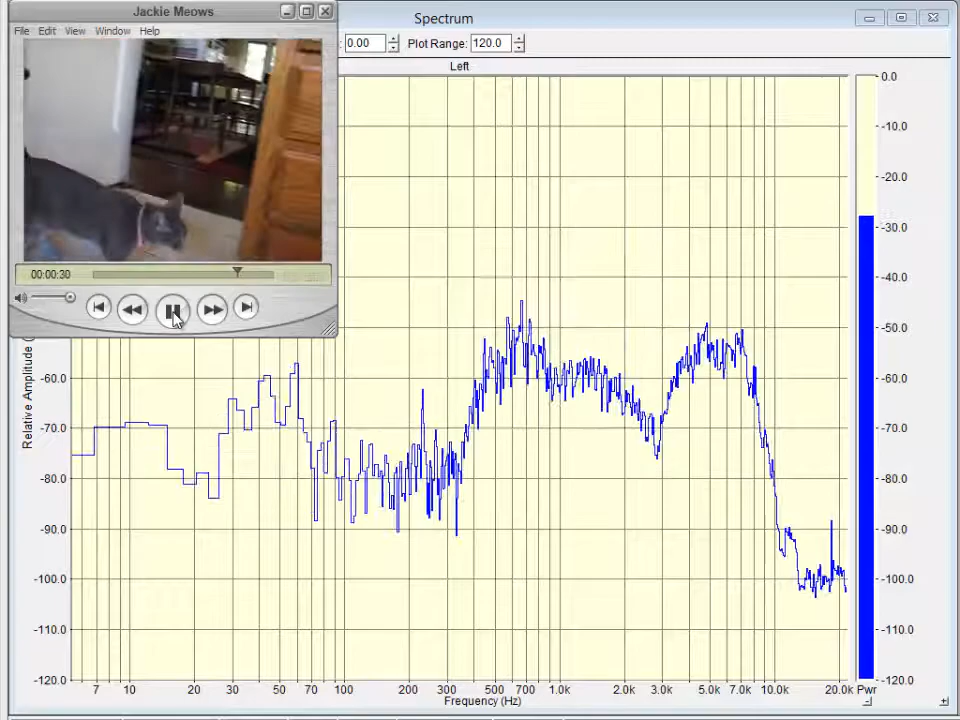 Jackie Meows
File Edit View Window Help
00:00:30
Spectrum
0.00 Plot Range: 120.0
Left
0.0
-10.0
-20.0
-30.0
-40.0
-50.0
-60.0
-70.0
-80.0
-90.0
-100.0
-110.0
-120.0
Relative Amplitude (
-60.0
-70.0
-80.0
-90.0
-100.0
-110.0
-120.0
7 10 20 30 50 70 100 200 300 500 700 1.0k 2.0k 3.0k 5.0k 7.0k 10.0k 20.0k Pwr
Frequency (Hz)